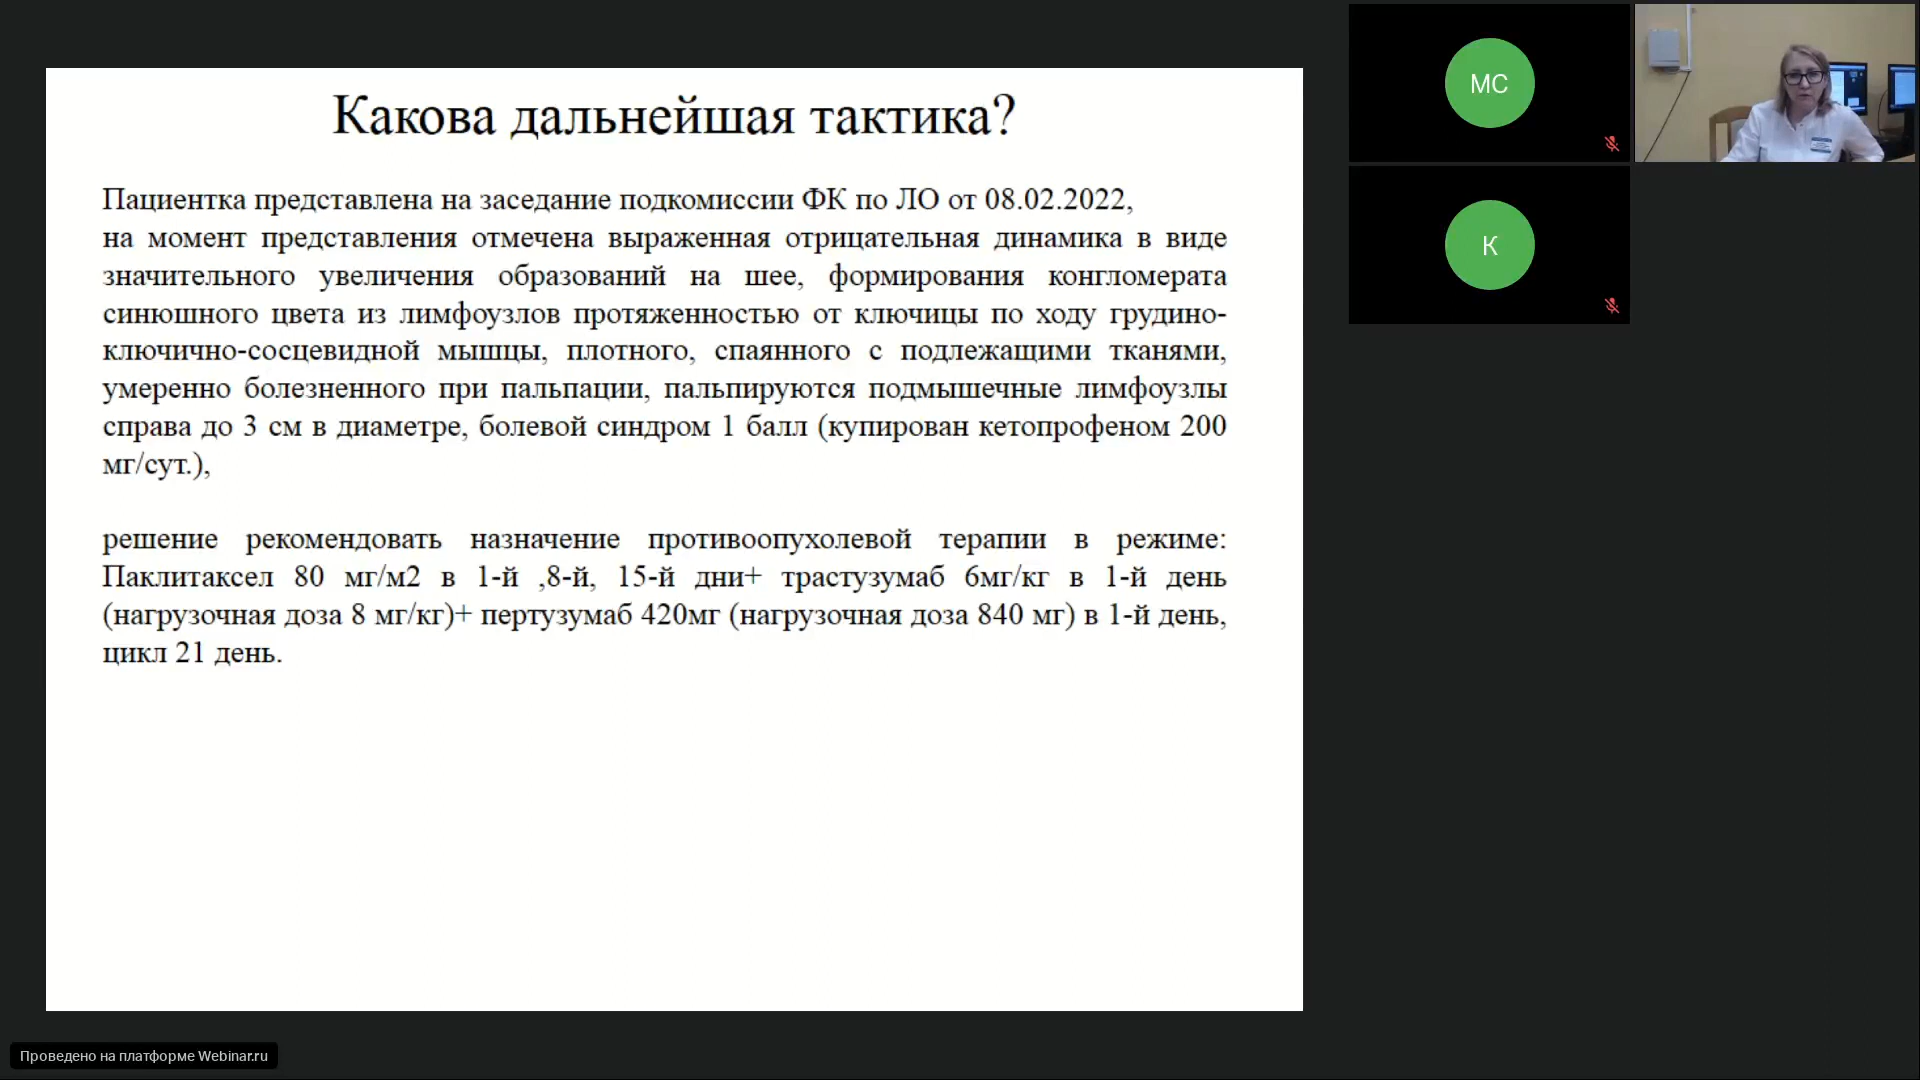 Какова дальнейшая тактика?
Пациентка представлена на заседание подкомиссии ФК по ЛО от 08.02.2022,
на момент представления отмечена выраженная отрицательная динамика в виде
значительного увеличения образований на шее, формирования конгломерата
синюшного цвета из лимфоузлов протяженностью от ключицы по ходу грудино-
ключично-сосцевидной мышцы, плотного, спаянного с подлежащими тканями,
умеренно болезненного при пальпации, пальпируются подмышечные лимфоузлы
справа до 3 см в диаметре, болевой синдром 1 балл (купирован кетопрофеном 200
мг/сут.),
решение рекомендовать назначение противоопухолевой терапии в режиме:
Паклитаксел 80 мг/м2 в 1-й ,8-й, 15-й дни+ трастузумаб 6мг/кг в 1-й день
(нагрузочная доза 8 мг/кг)+ пертузумаб 420мг (нагрузочная доза 840 мг) в 1-й день,
цикл 21 день.
МС
К
Проведено на платформе Webinar.ru